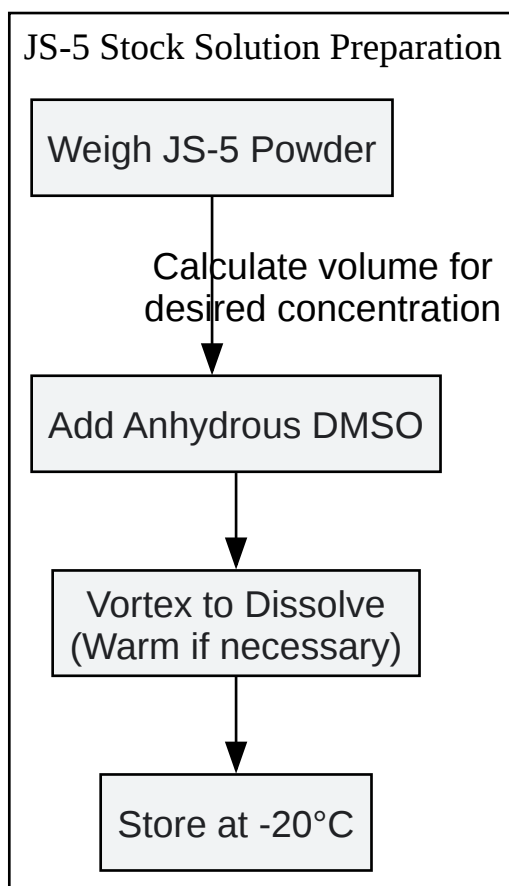 JS-5 Stock Solution Preparation
Weigh JS-5 Powder
Calculate volume for
desired concentration
Add Anhydrous DMSO
Vortex to Dissolve
(Warm if necessary)
Store at -20°C